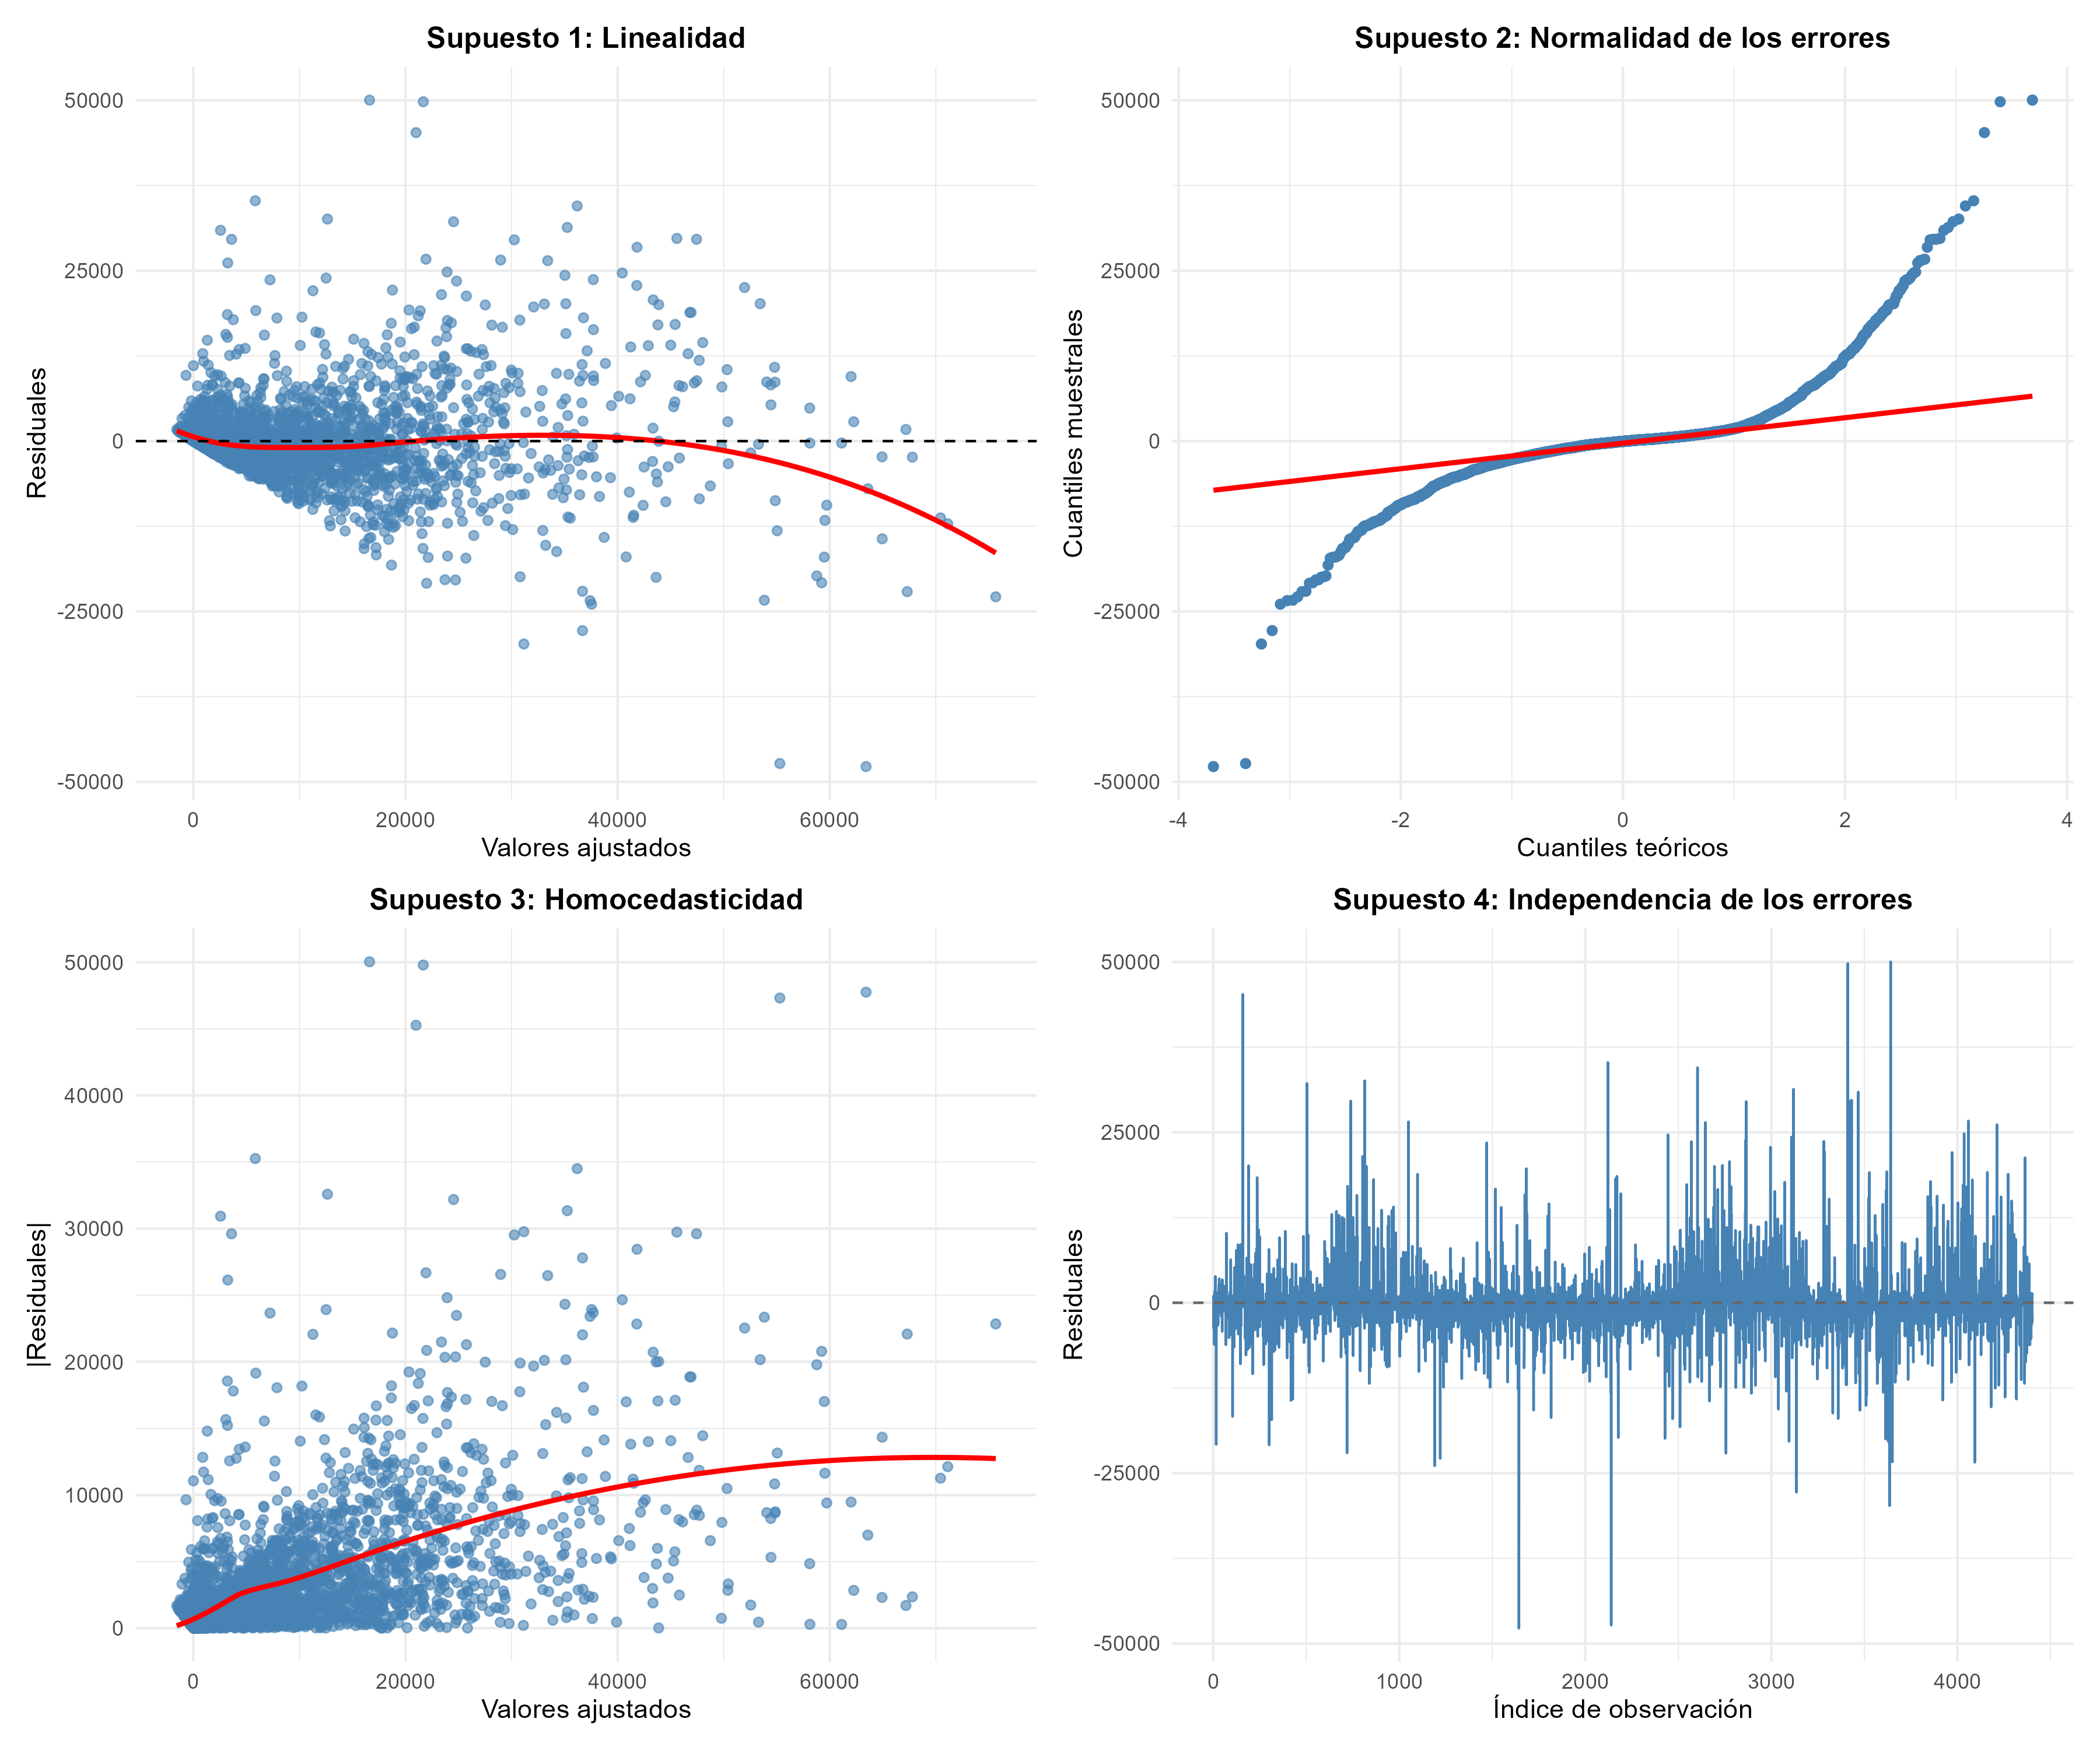 Supuesto 1: Linealidad
Residuales
50000
25000
0
-25000
-50000
0 20000 40000 60000
Valores ajustados
Supuesto 2: Normalidad de los errores
Cuantiles muestrales
50000
25000
0
-25000
-50000
-4 -2 0 2 4
Cuantiles teóricos
Supuesto 3: Homocedasticidad
|Residuales|
50000
40000
30000
20000
10000
0
0 20000 40000 60000
Valores ajustados
Supuesto 4: Independencia de los errores
Residuales
50000
25000
0
-25000
-50000
0 1000 2000 3000 4000
Índice de observación